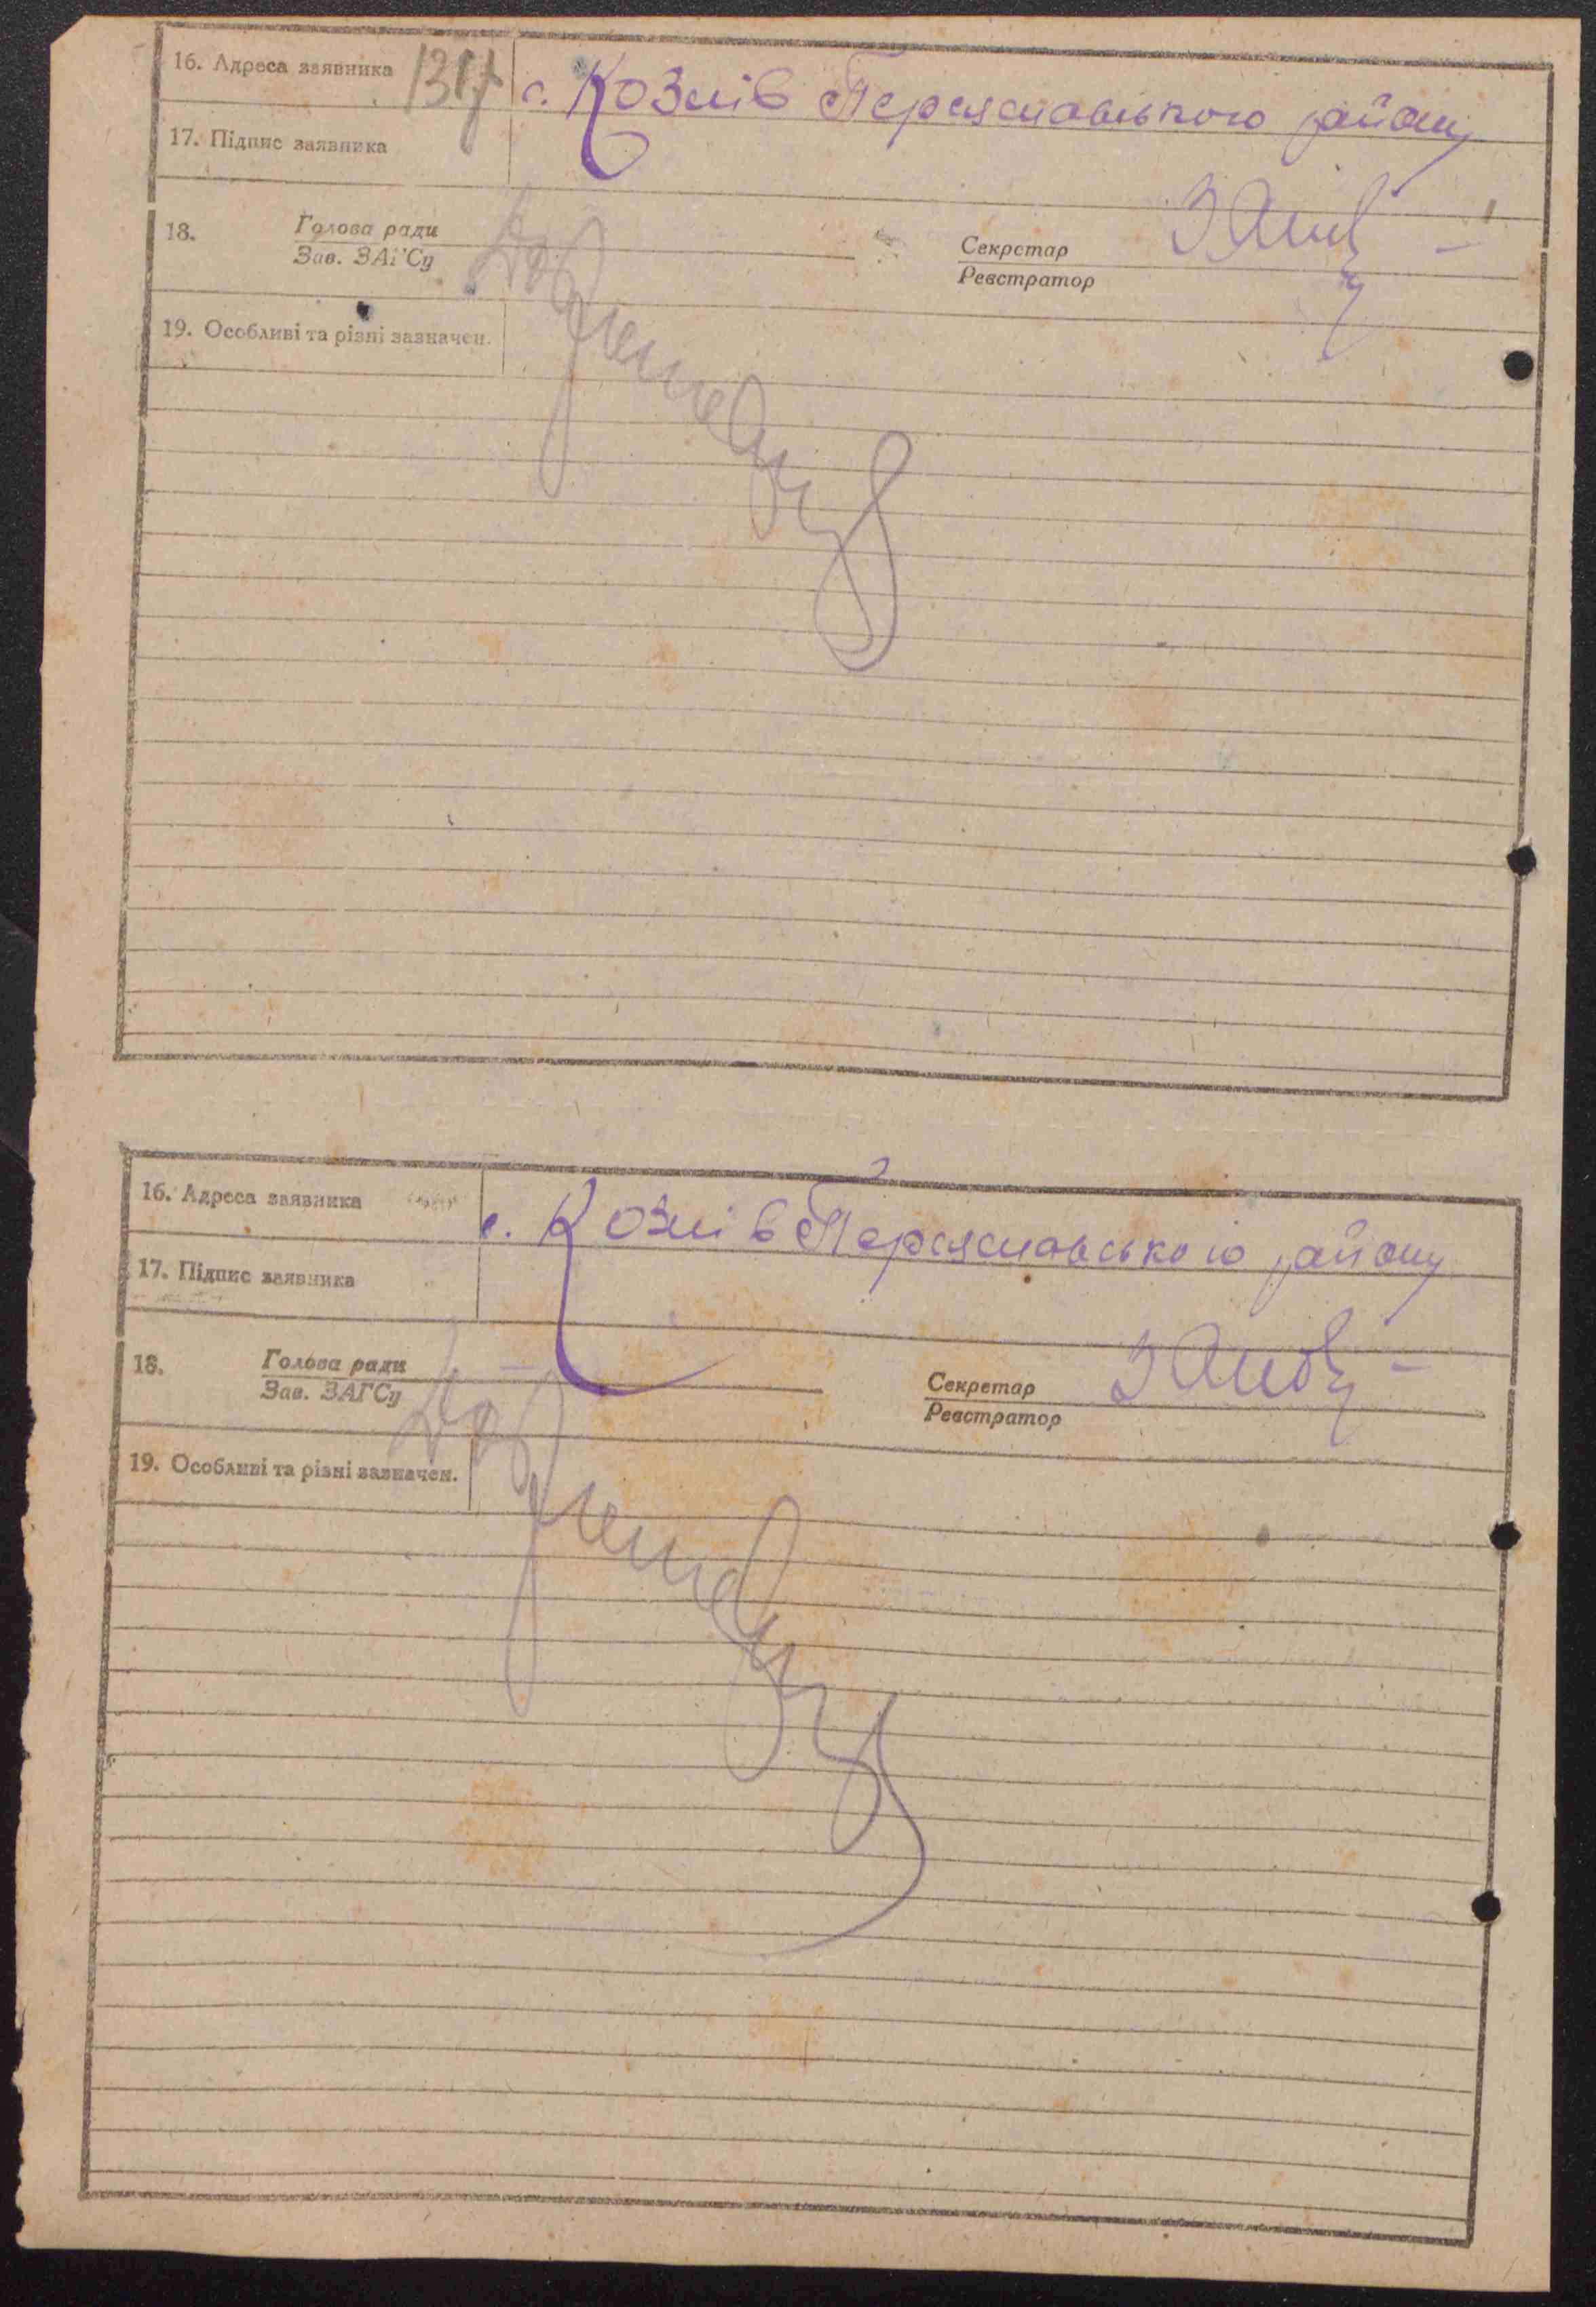 16. Адреса заявника 1317 с. Козлів Переяславського району
17. Підпис заявника
18. Голова ради
Зав. ЗАГСу
Секретар
Реєстратор
19. Особливі та різні зазначен.
16. Адреса заявника с. Козлів Переяславського району
17. Підпис заявника
18. Голова ради
Зав. ЗАГСу
Секретар
Реєстратор
19. Особливі та різні зазначен.